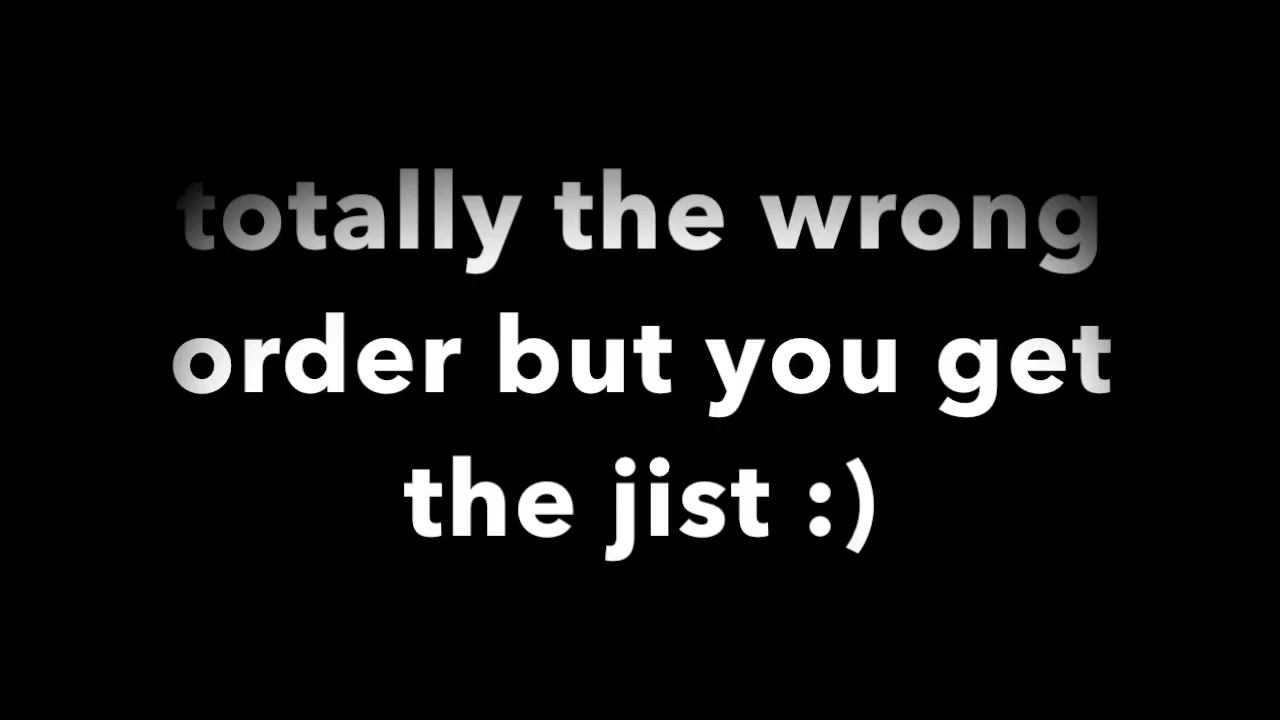 totally the wrong
order but you get
the jist :)